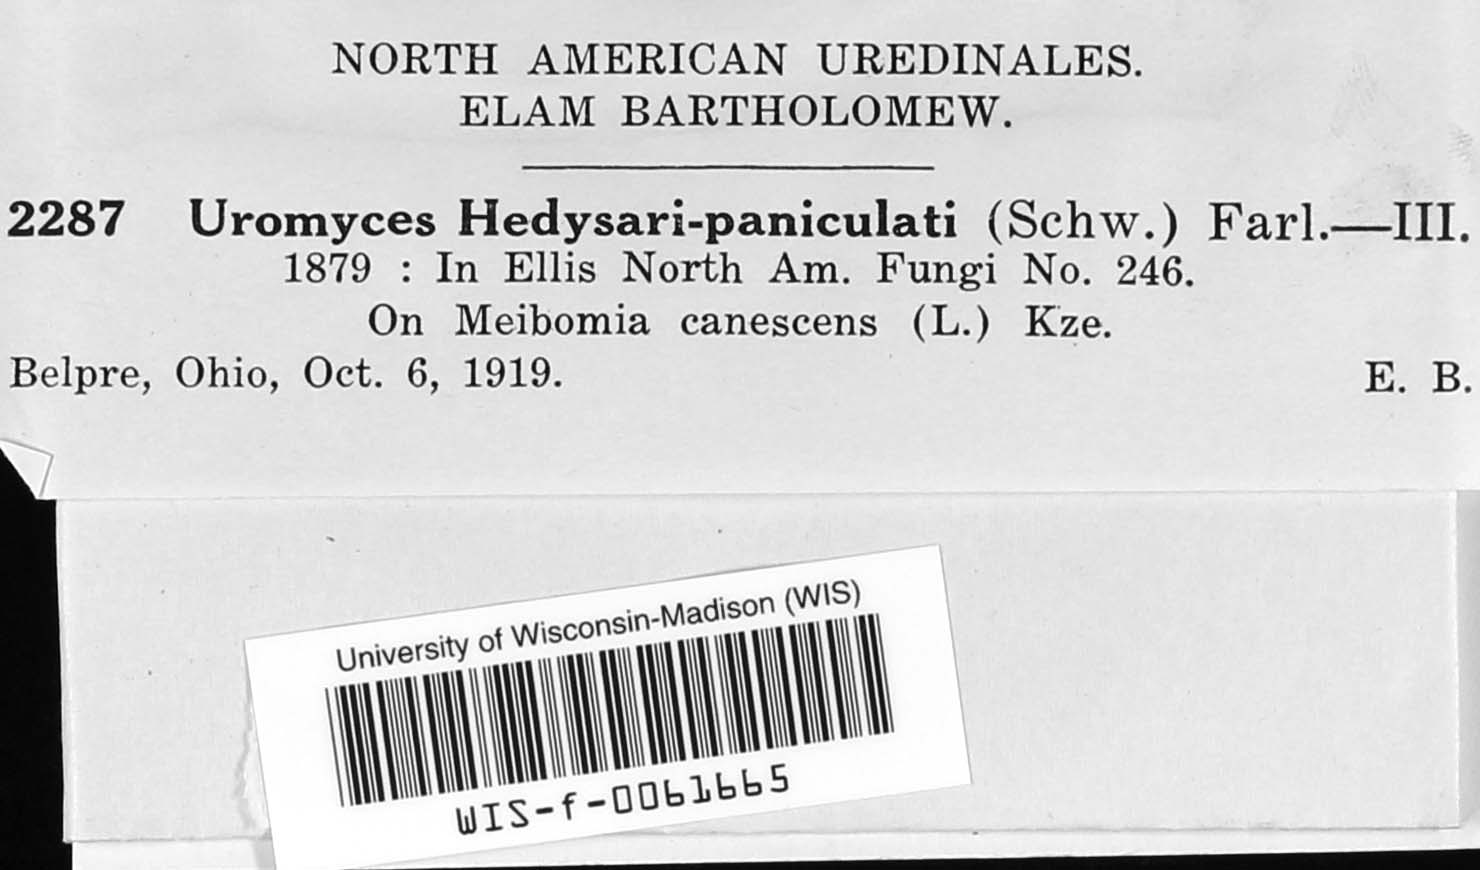 NORTH AMERICAN UREDINALES.
ELAM BARTHOLOMEW.
2287 Uromyces Hedysari-paniculati (Schw.) Farl.—III.
1879 : In Ellis North Am. Fungi No. 246.
On Meibomia canescens (L.) Kze.
Belpre, Ohio, Oct. 6, 1919. E. B.
University of Wisconsin-Madison (WIS)
WIS-f-0061665